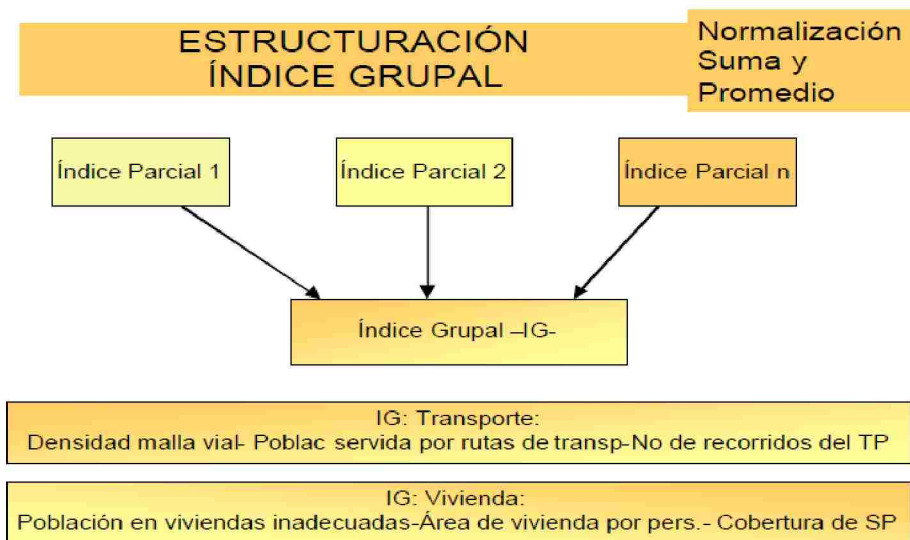 ESTRUCTURACIÓN
ÍNDICE GRUPAL
Normalización
Suma y
Promedio
Índice Parcial 1
Índice Parcial 2
Índice Parcial n
Índice Grupal –IG-
IG: Transporte:
Densidad malla vial- Poblac servida por rutas de transp-No de recorridos del TP
IG: Vivienda:
Población en viviendas inadecuadas-Área de vivienda por pers.- Cobertura de SP